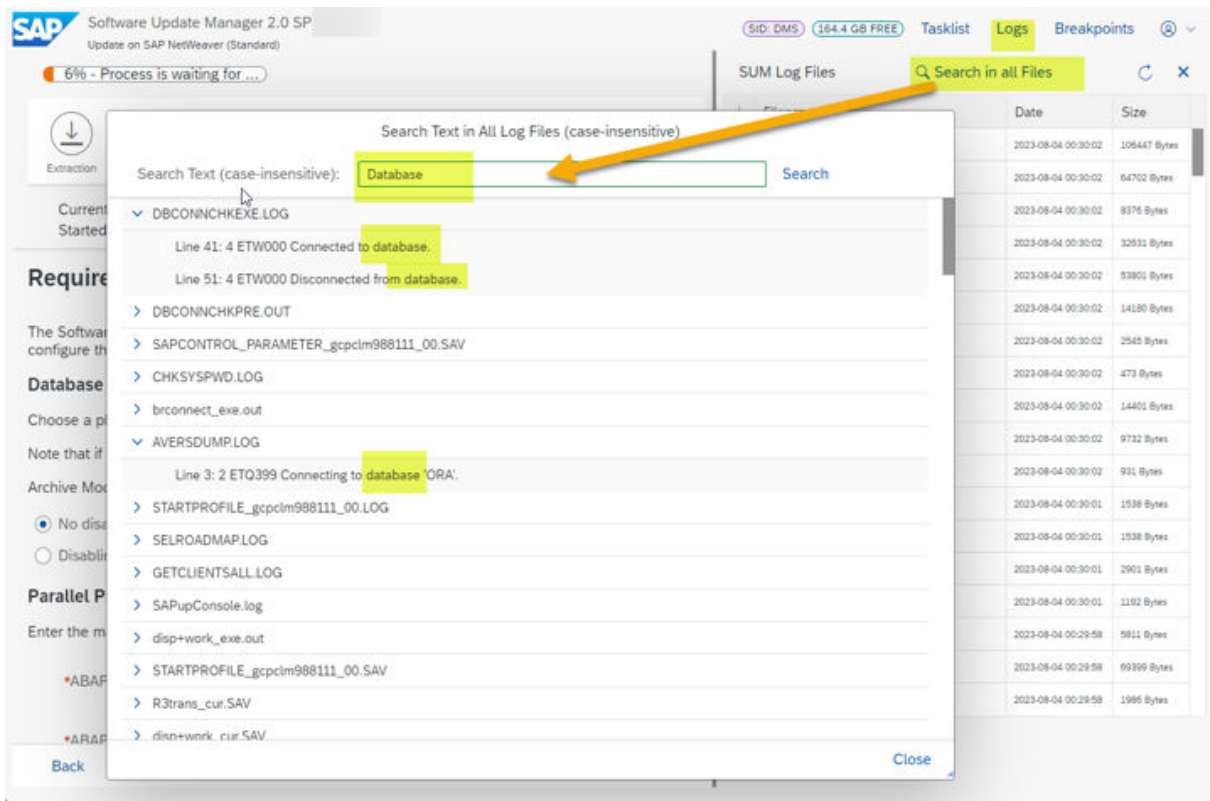 SAP
Software Update Manager 2.0 SP
Update on SAP NetWeaver (Standard)
SID: DMS
164.4 GB FREE
Tasklist
Logs
Breakpoints
6% - Process is waiting for ...
SUM Log Files
Search in all Files
Date
Size
Extraction
Current
Started
Require
The Softwar
configure th
Database
Choose a pl
Note that if
Archive Mod
No disa
Disablin
Parallel P
Enter the m
*ABAP
*ABAP
Back
Search Text in All Log Files (case-insensitive)
Search Text (case-insensitive):
Database
Search
DBCONNCHKEXE.LOG
Line 41: 4 ETW000 Connected to database.
Line 51: 4 ETW000 Disconnected from database.
DBCONNCHKPRE.OUT
SAPCONTROL_PARAMETER_gcpclm988111_00.SAV
CHKSYSPWD.LOG
brconnect_exe.out
AVERSDUMP.LOG
Line 3: 2 ETQ399 Connecting to database 'ORA'.
STARTPROFILE_gcpclm988111_00.LOG
SELROADMAP.LOG
GETCLIENTSALL.LOG
SAPupConsole.log
disp+work_exe.out
STARTPROFILE_gcpclm988111_00.SAV
R3trans_cur.SAV
disp+work_cur.SAV
Close
2023-08-04 00:30:02 106447 Bytes
2023-08-04 00:30:02 64702 Bytes
2023-08-04 00:30:02 8376 Bytes
2023-08-04 00:30:02 32631 Bytes
2023-08-04 00:30:02 53801 Bytes
2023-08-04 00:30:02 14180 Bytes
2023-08-04 00:30:02 2545 Bytes
2023-08-04 00:30:02 473 Bytes
2023-08-04 00:30:02 14401 Bytes
2023-08-04 00:30:02 9732 Bytes
2023-08-04 00:30:02 931 Bytes
2023-08-04 00:30:01 1538 Bytes
2023-08-04 00:30:01 1538 Bytes
2023-08-04 00:30:01 2901 Bytes
2023-08-04 00:30:01 1192 Bytes
2023-08-04 00:29:58 5811 Bytes
2023-08-04 00:29:58 69399 Bytes
2023-08-04 00:29:58 1986 Bytes